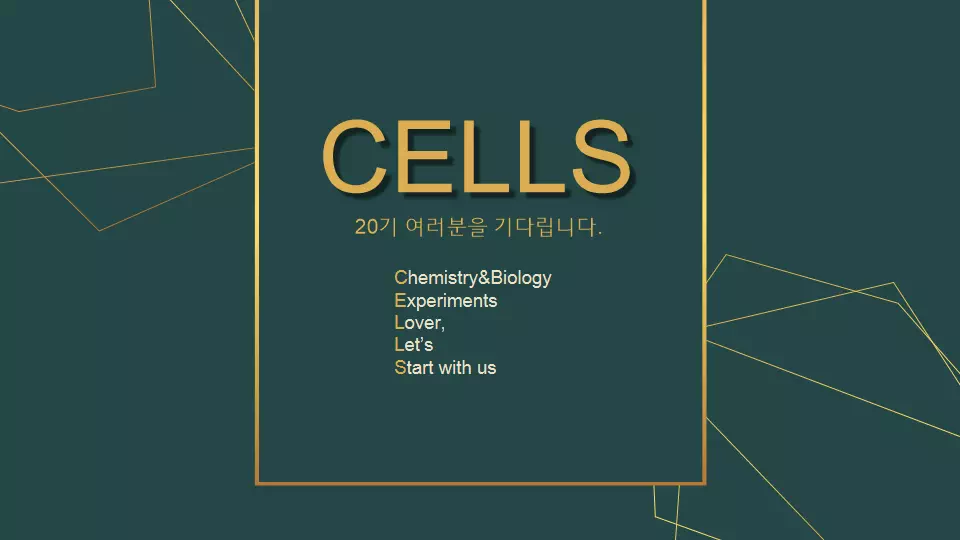 CELLS
20기 여러분을 기다립니다.
Chemistry&Biology
Experiments
Lover,
Let’s
Start with us